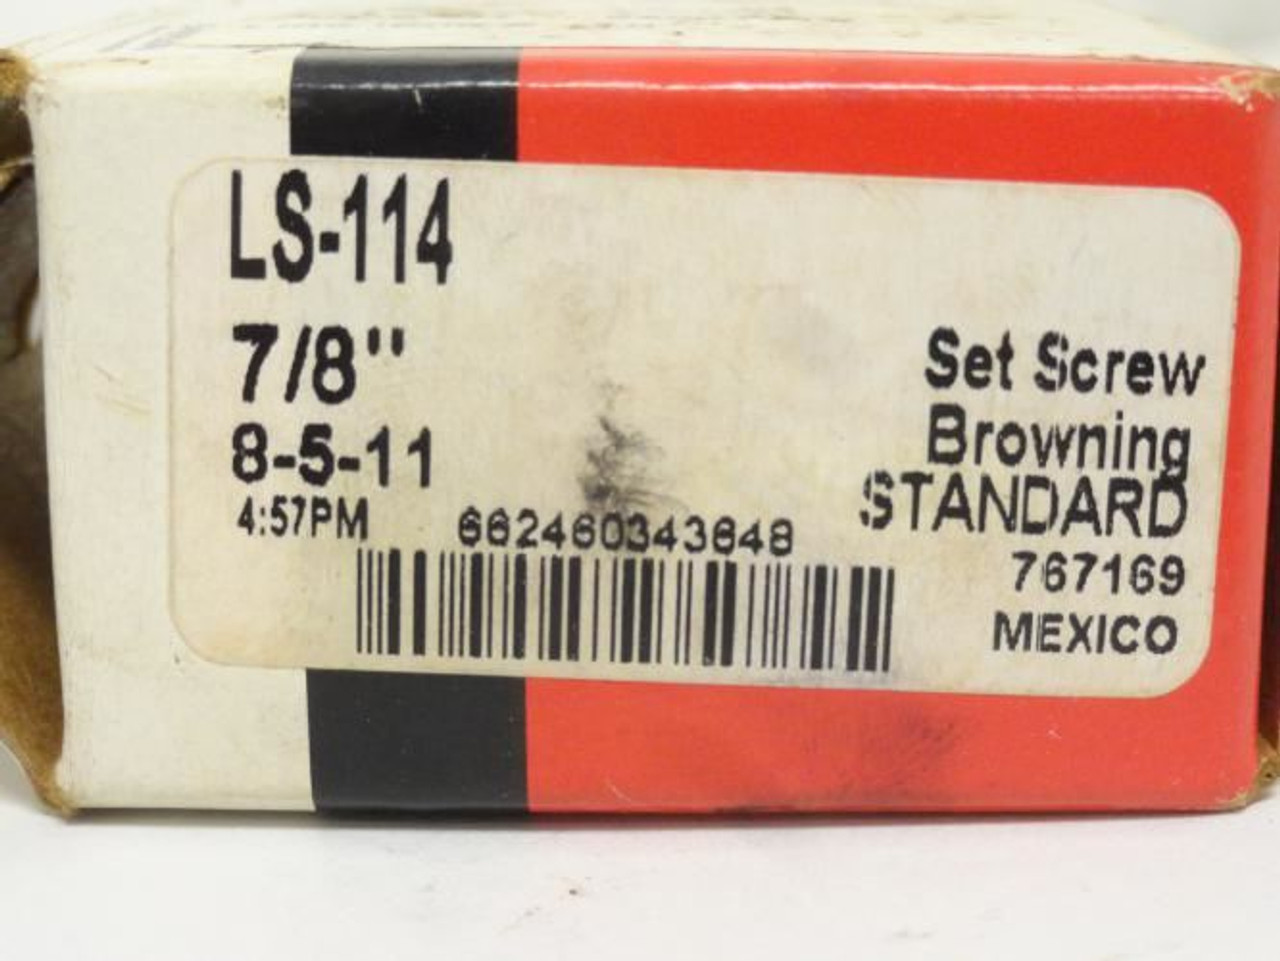 LS-114
7/8"
8-5-11
4:57PM
662460343648
Set Screw
Browning
STANDARD
767169
MEXICO